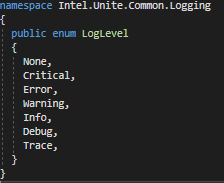 namespace Intel.Unite.Common.Logging
{
public enum LogLevel
{
None,
Critical,
Error,
Warning,
Info,
Debug,
Trace,
}
}